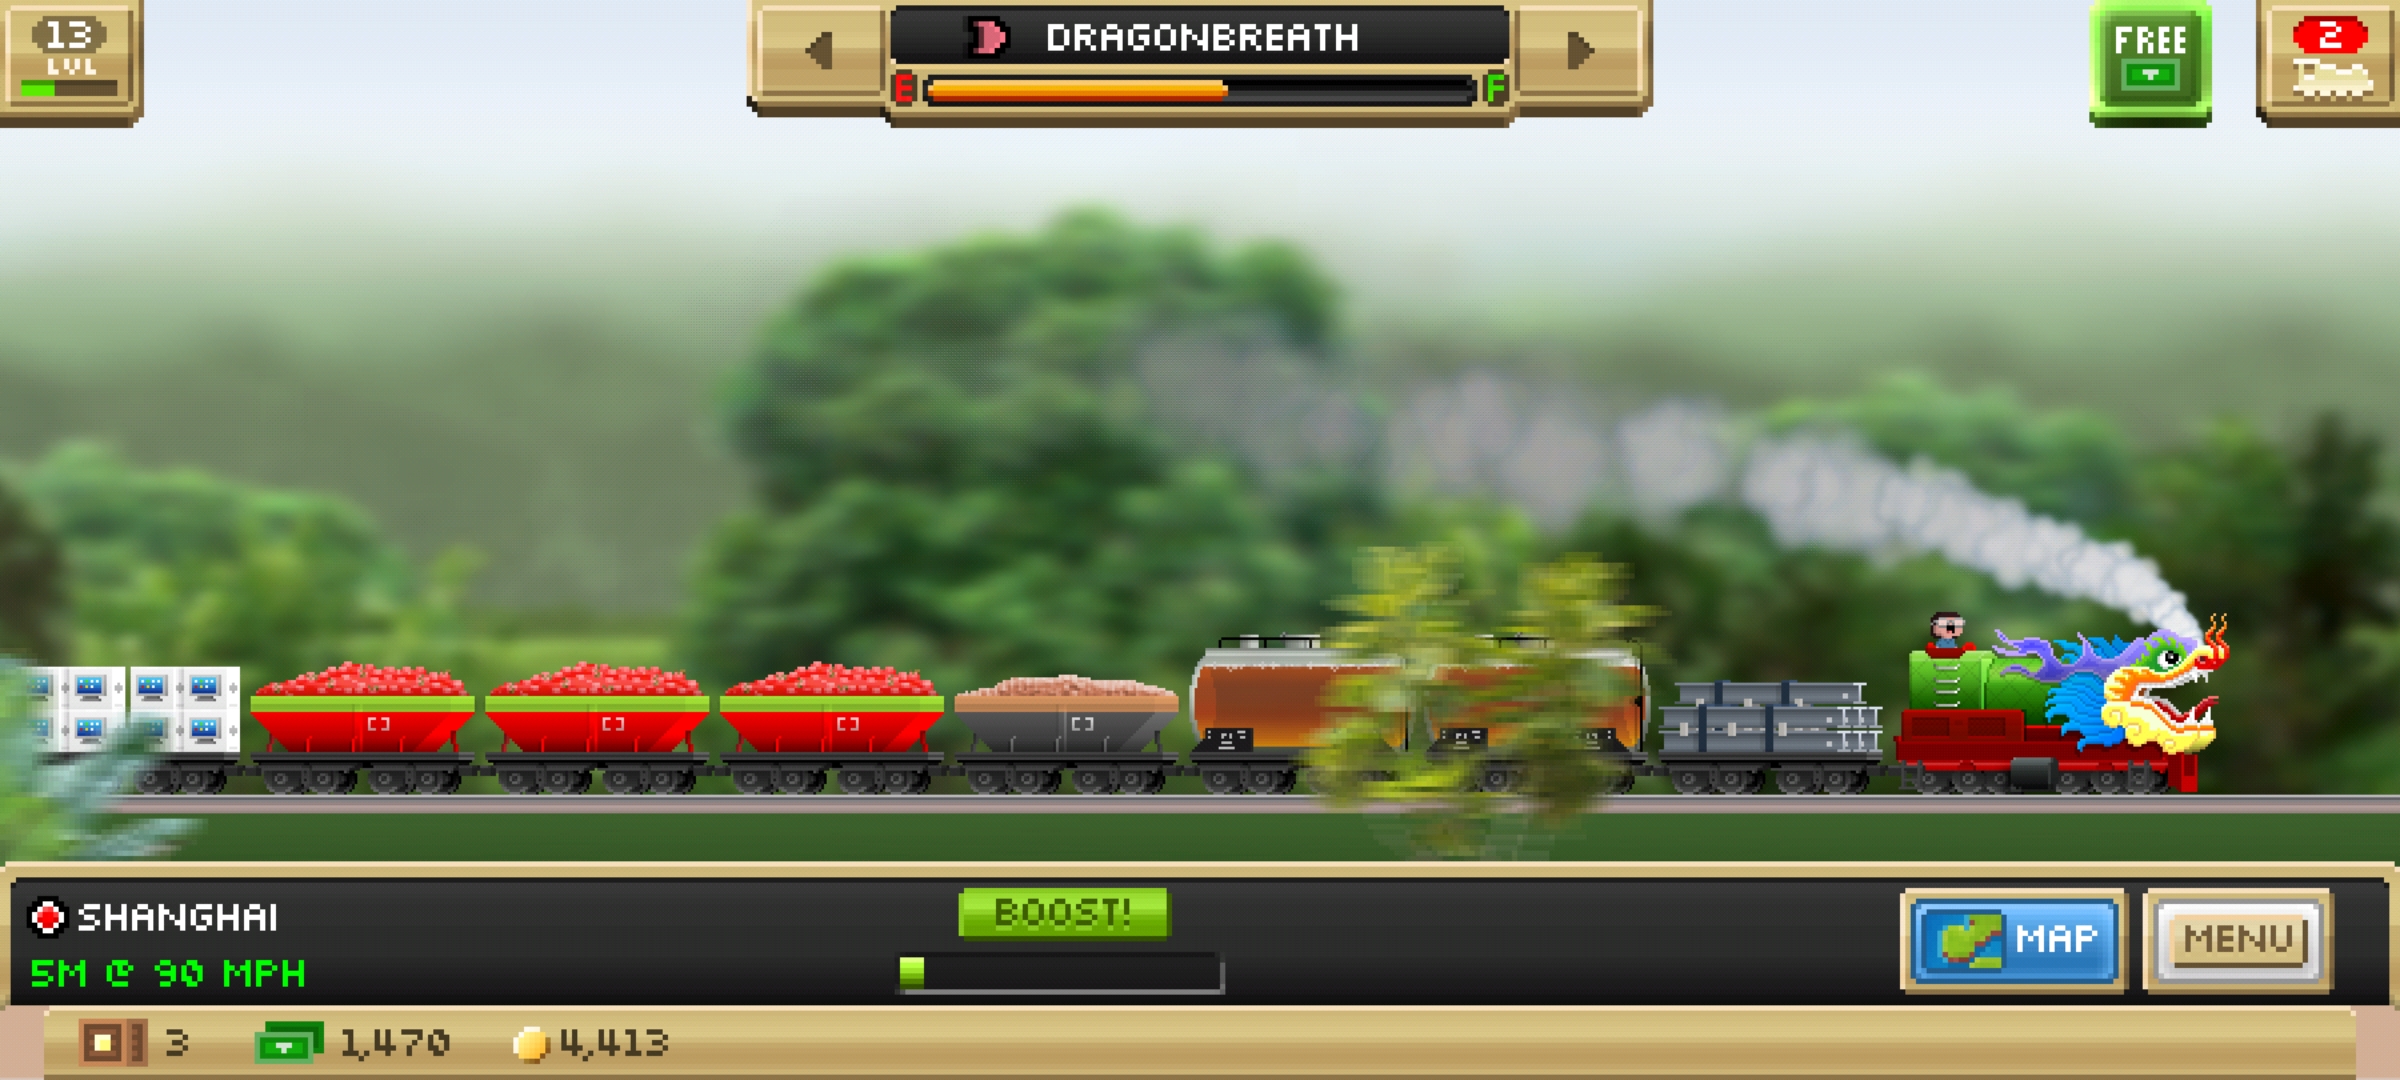 13
LVL
DRAGONBREATH
E F
FREE
2
SHANGHAI
5M @ 90 MPH
BOOST!
MAP
MENU
3
1,470
4,413